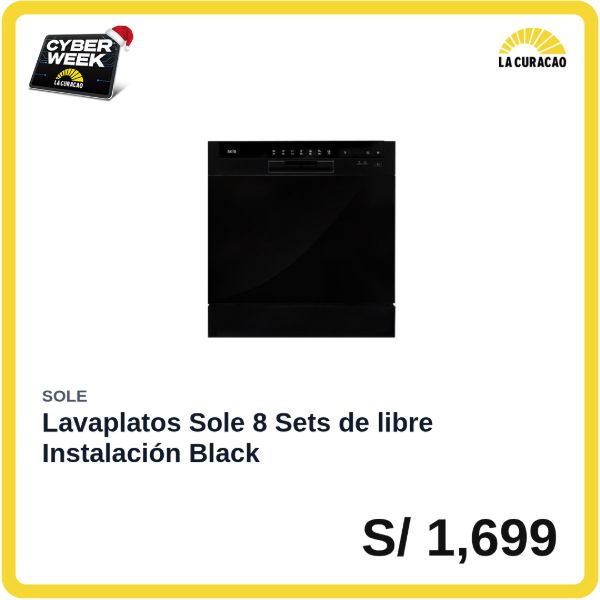 CYBER
WEEK
LA CURACAO
LA CURACAO
SOLE
Lavaplatos Sole 8 Sets de libre
Instalación Black
S/ 1,699